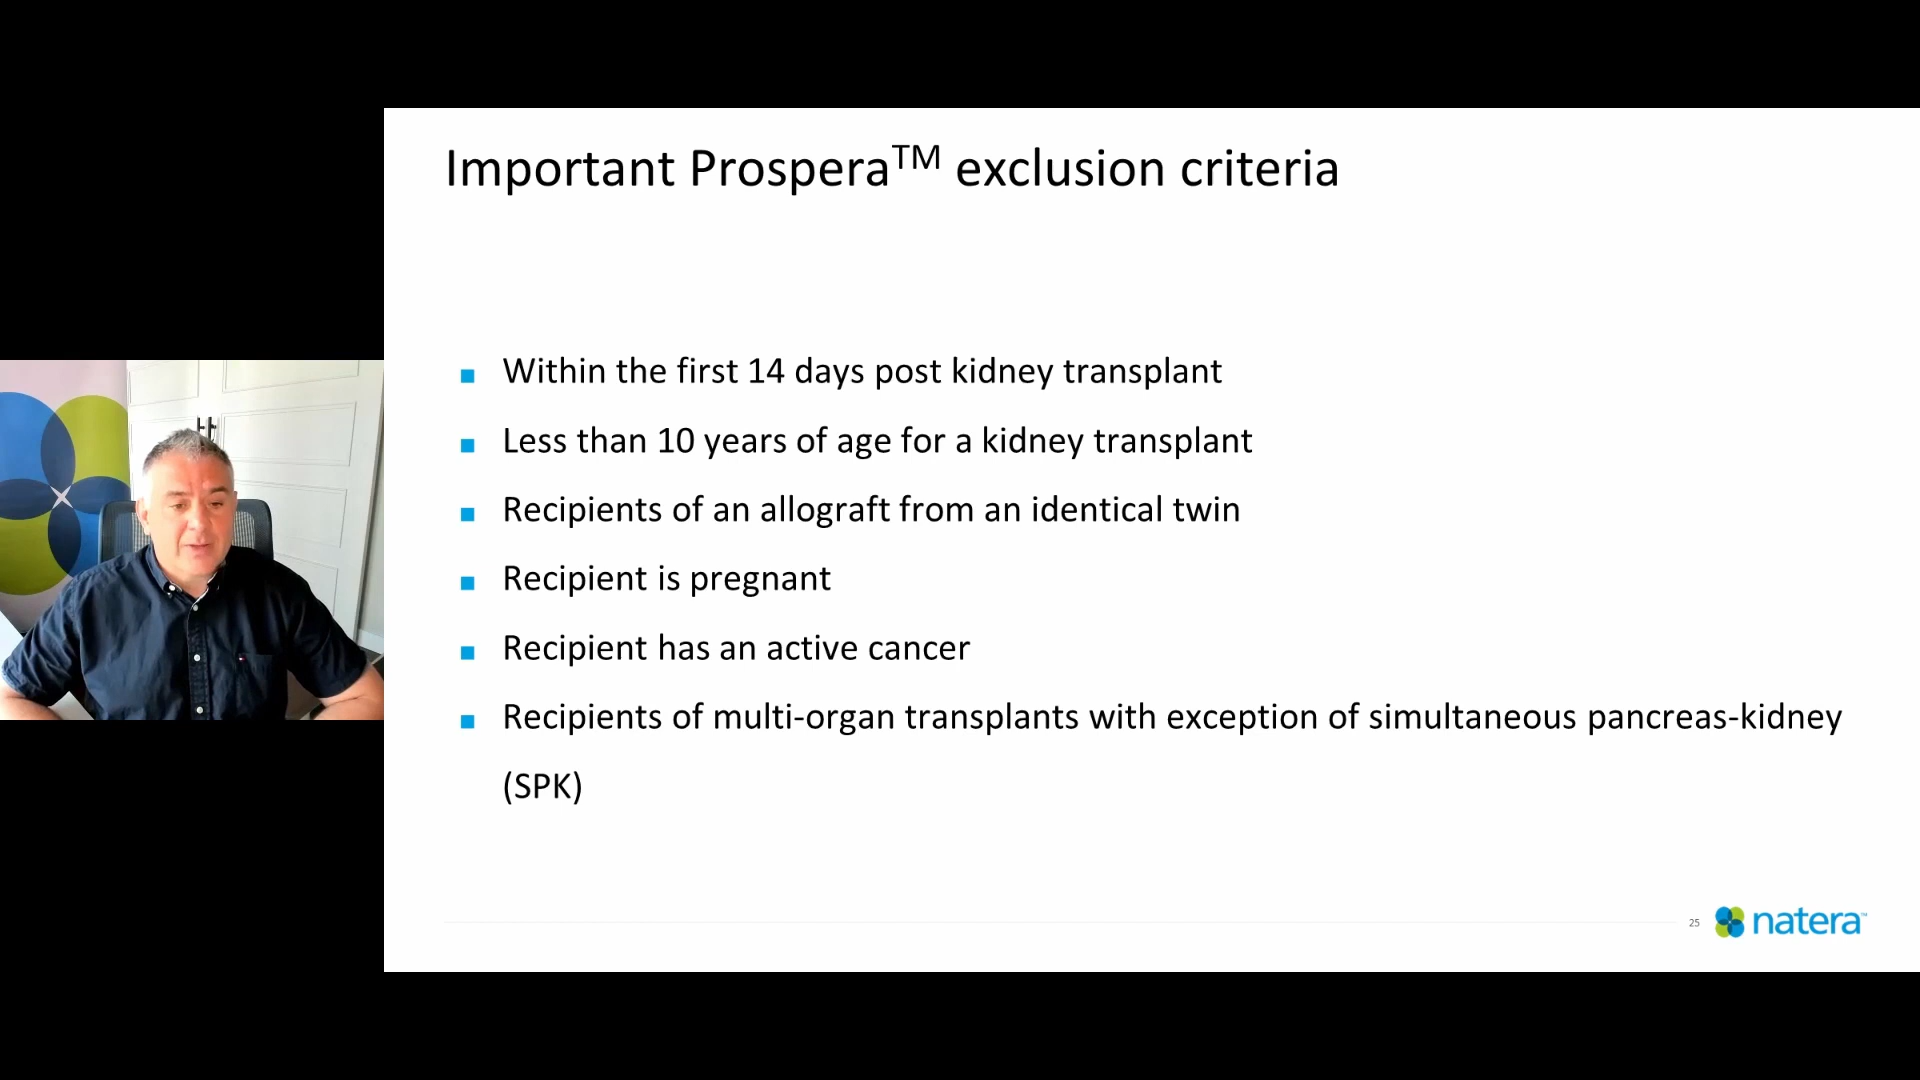 Important Prospera™ exclusion criteria
Within the first 14 days post kidney transplant
Less than 10 years of age for a kidney transplant
Recipients of an allograft from an identical twin
Recipient is pregnant
Recipient has an active cancer
Recipients of multi-organ transplants with exception of simultaneous pancreas-kidney
(SPK)
25
natera™